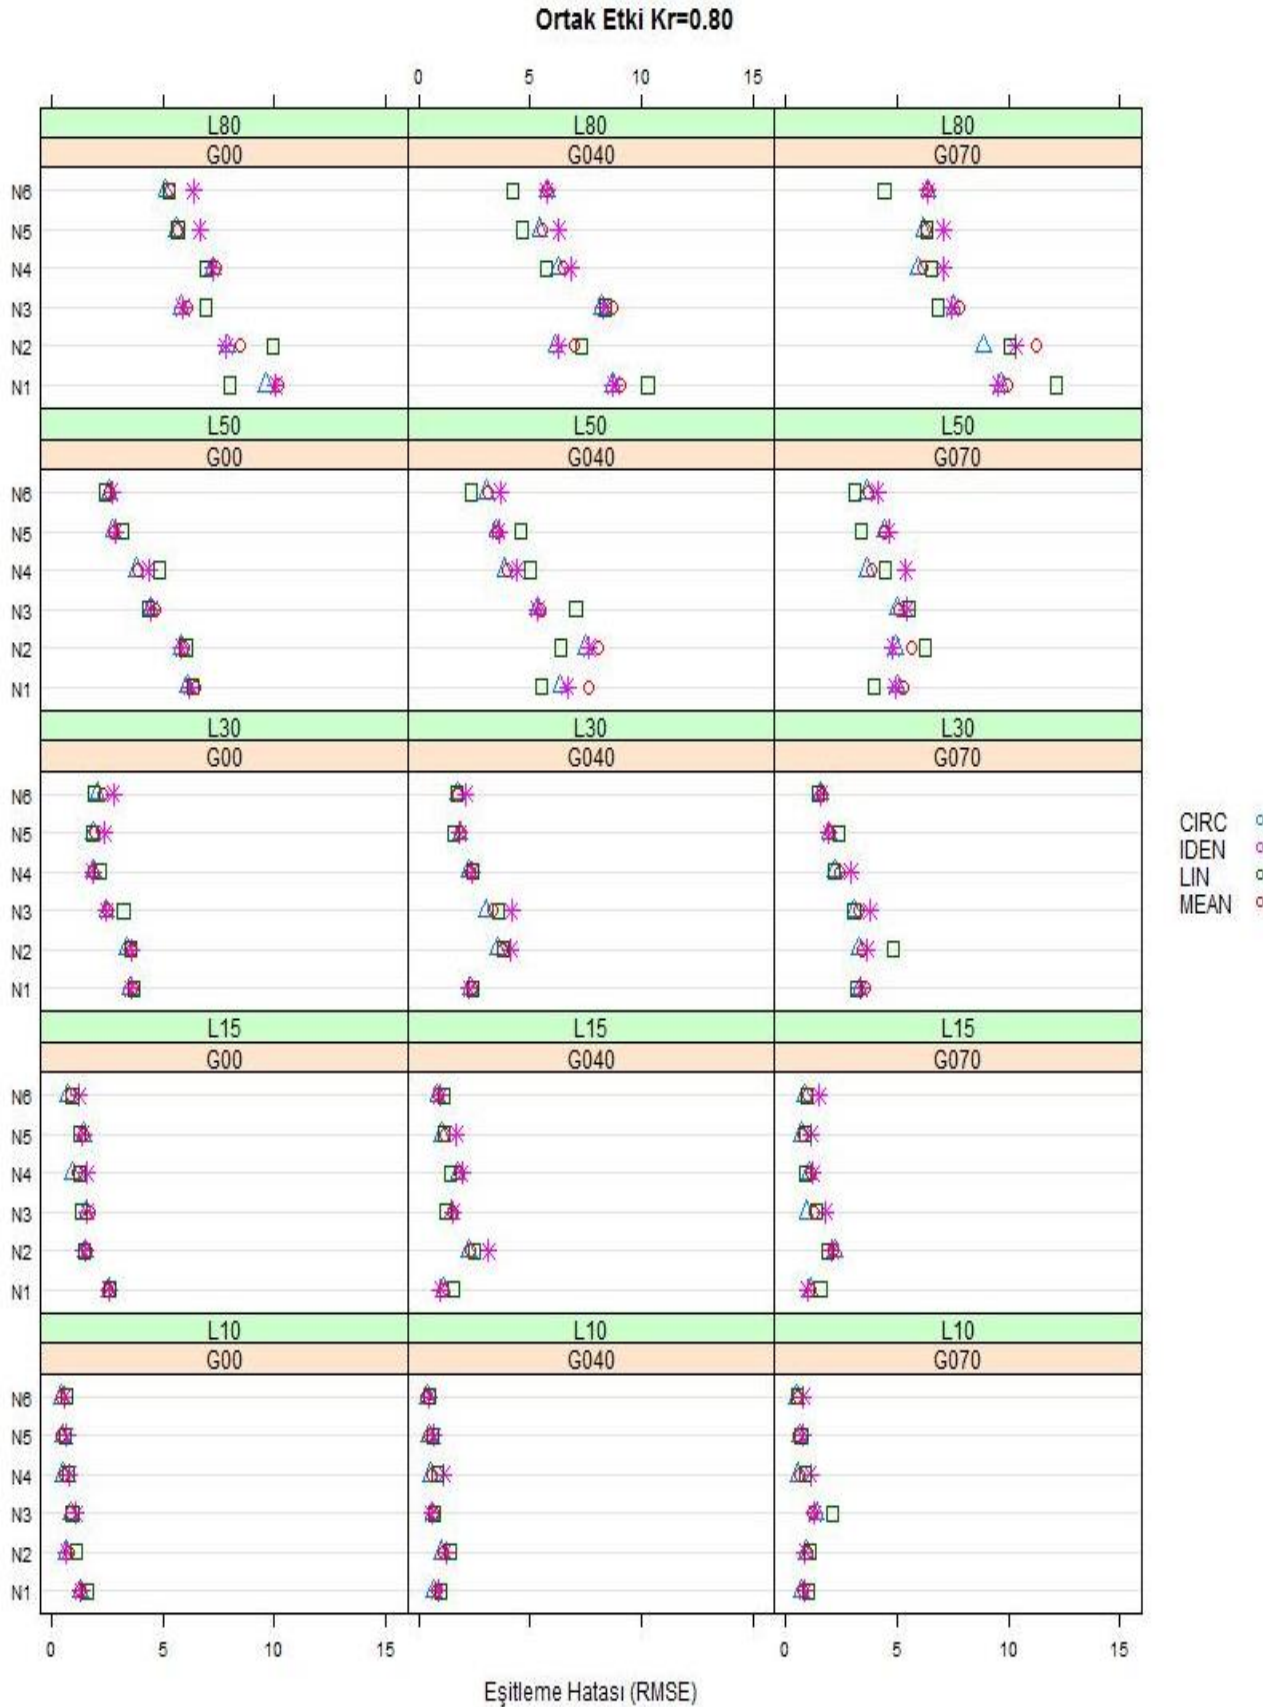 Ortak Etki Kr=0.80
0 5 10 15
L80 L80 L80
G00 G040 G070
N6
N5
N4
N3
N2
N1
L50 L50 L50
G00 G040 G070
N6
N5
N4
N3
N2
N1
L30 L30 L30
G00 G040 G070
N6
N5
N4
N3
N2
N1
L15 L15 L15
G00 G040 G070
N6
N5
N4
N3
N2
N1
L10 L10 L10
G00 G040 G070
N6
N5
N4
N3
N2
N1
0 5 10 15 0 5 10 15
Eşitleme Hatası (RMSE)
CIRC
IDEN
LIN
MEAN